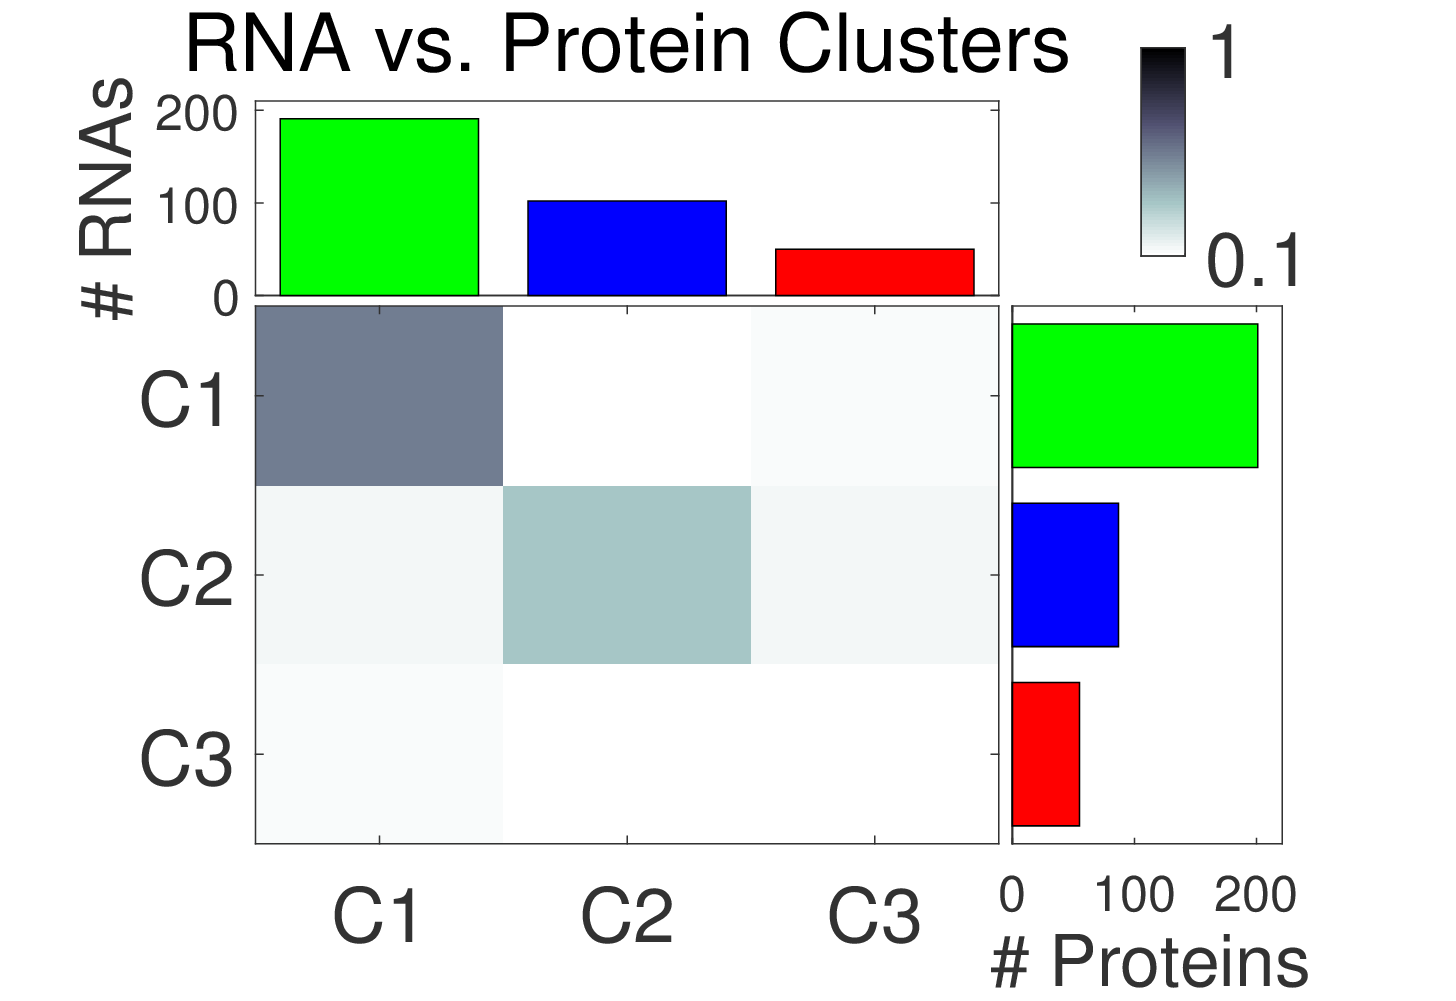 RNA vs. Protein Clusters
1
0.1
# RNAs
200
100
0
C1
C2
C3
C1
C2
C3
0
100
200
# Proteins